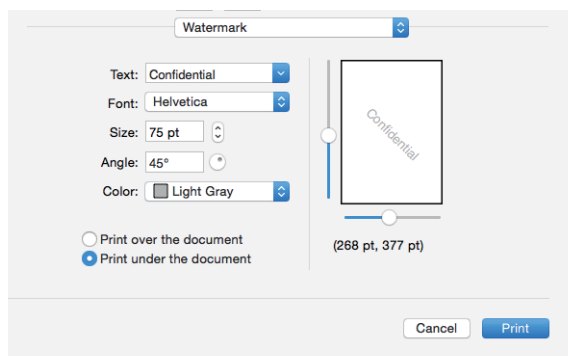 Watermark
Text: Confidential
Font: Helvetica
Size: 75 pt
Angle: 45°
Color: Light Gray
Print over the document
Print under the document
Confidential
(268 pt, 377 pt)
Cancel Print